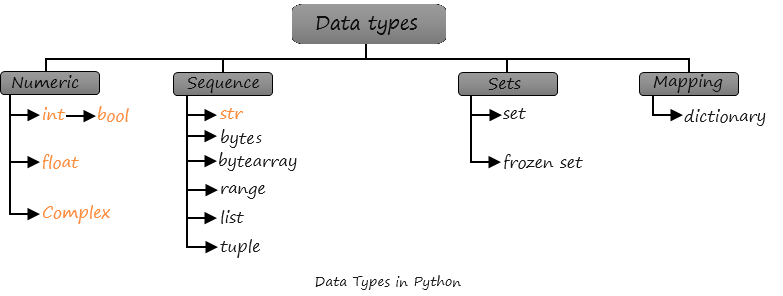 Data types
Numeric
int bool
float
Complex
Sequence
str
bytes
bytearray
range
list
tuple
Sets
set
frozen set
Mapping
dictionary
Data Types in Python